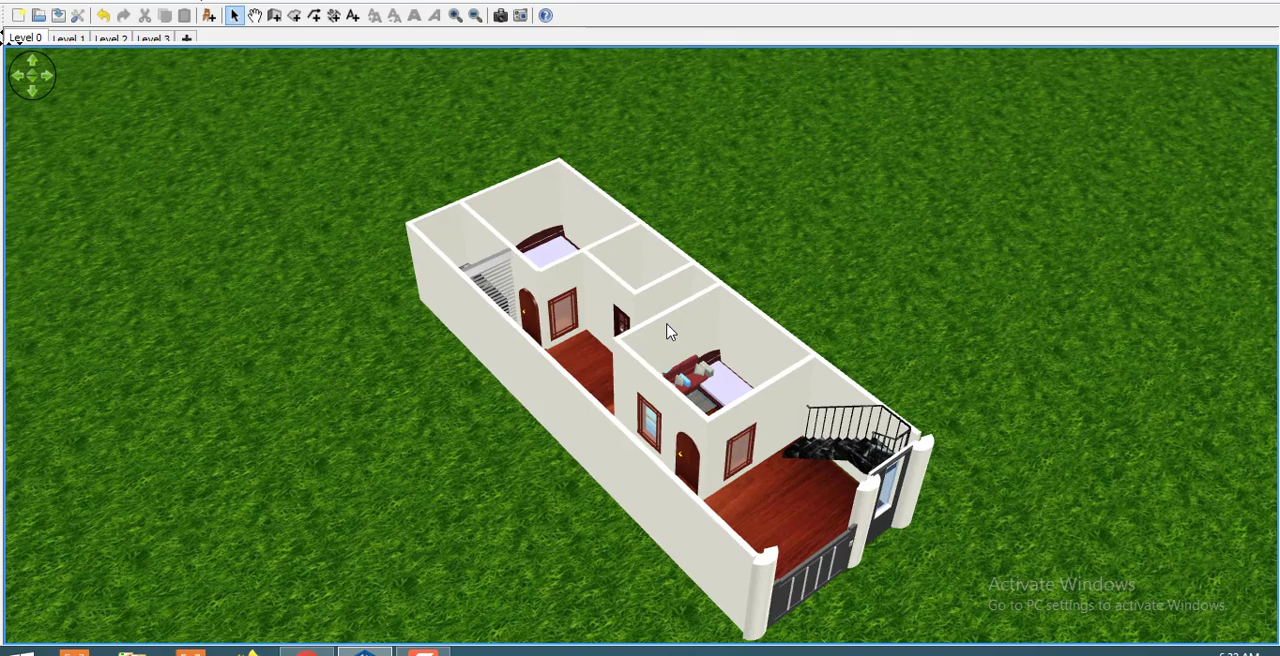 Level 0 Level 1 Level 2 Level 3
Activate Windows
Go to PC settings to activate Windows.